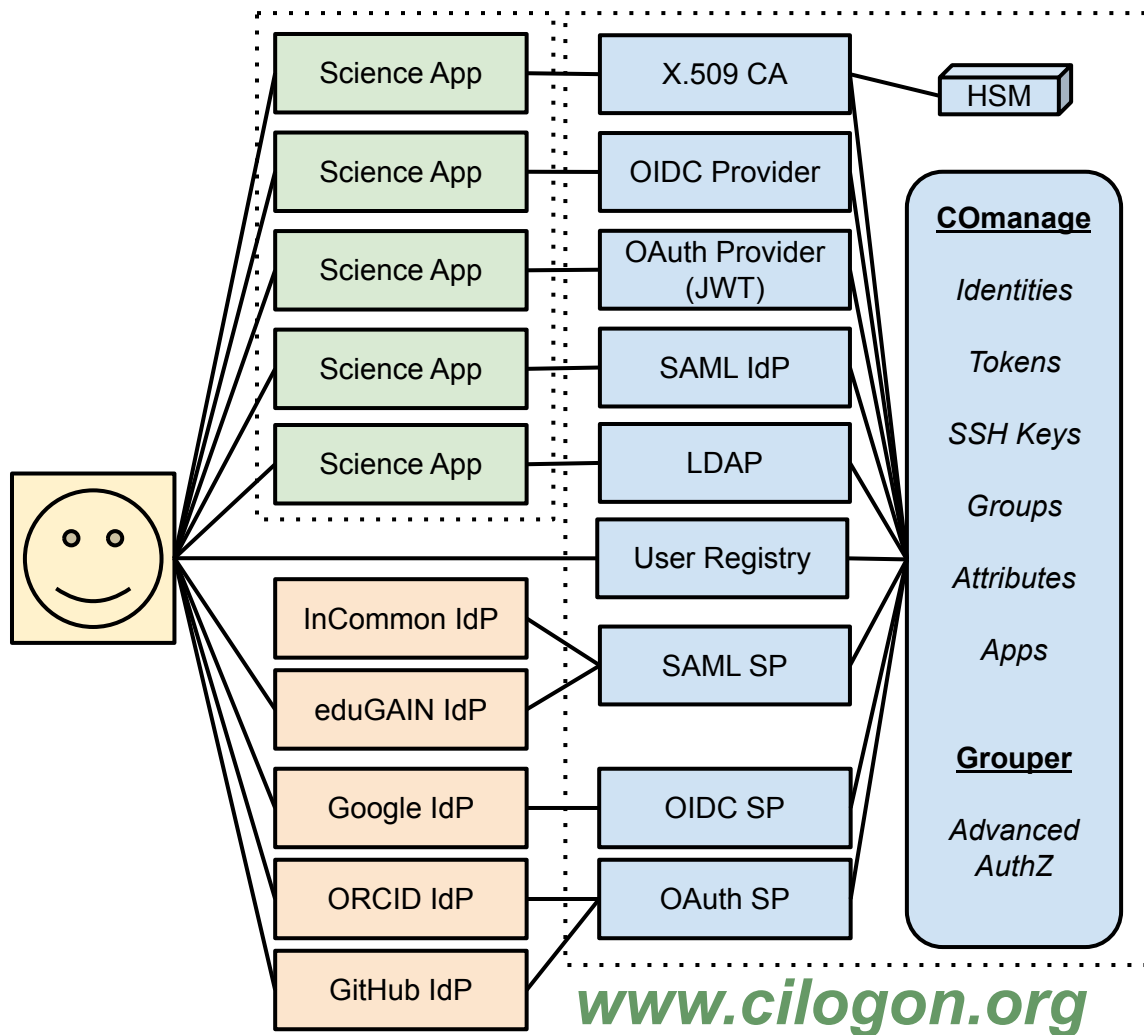 Science App
X.509 CA
HSM
Science App
OIDC Provider
Science App
OAuth Provider
(JWT)
Science App
SAML IdP
Science App
LDAP
User Registry
InCommon IdP
eduGAIN IdP
SAML SP
Google IdP
OIDC SP
ORCID IdP
OAuth SP
GitHub IdP
COmanage
Identities
Tokens
SSH Keys
Groups
Attributes
Apps
Grouper
Advanced
AuthZ
www.cilogon.org